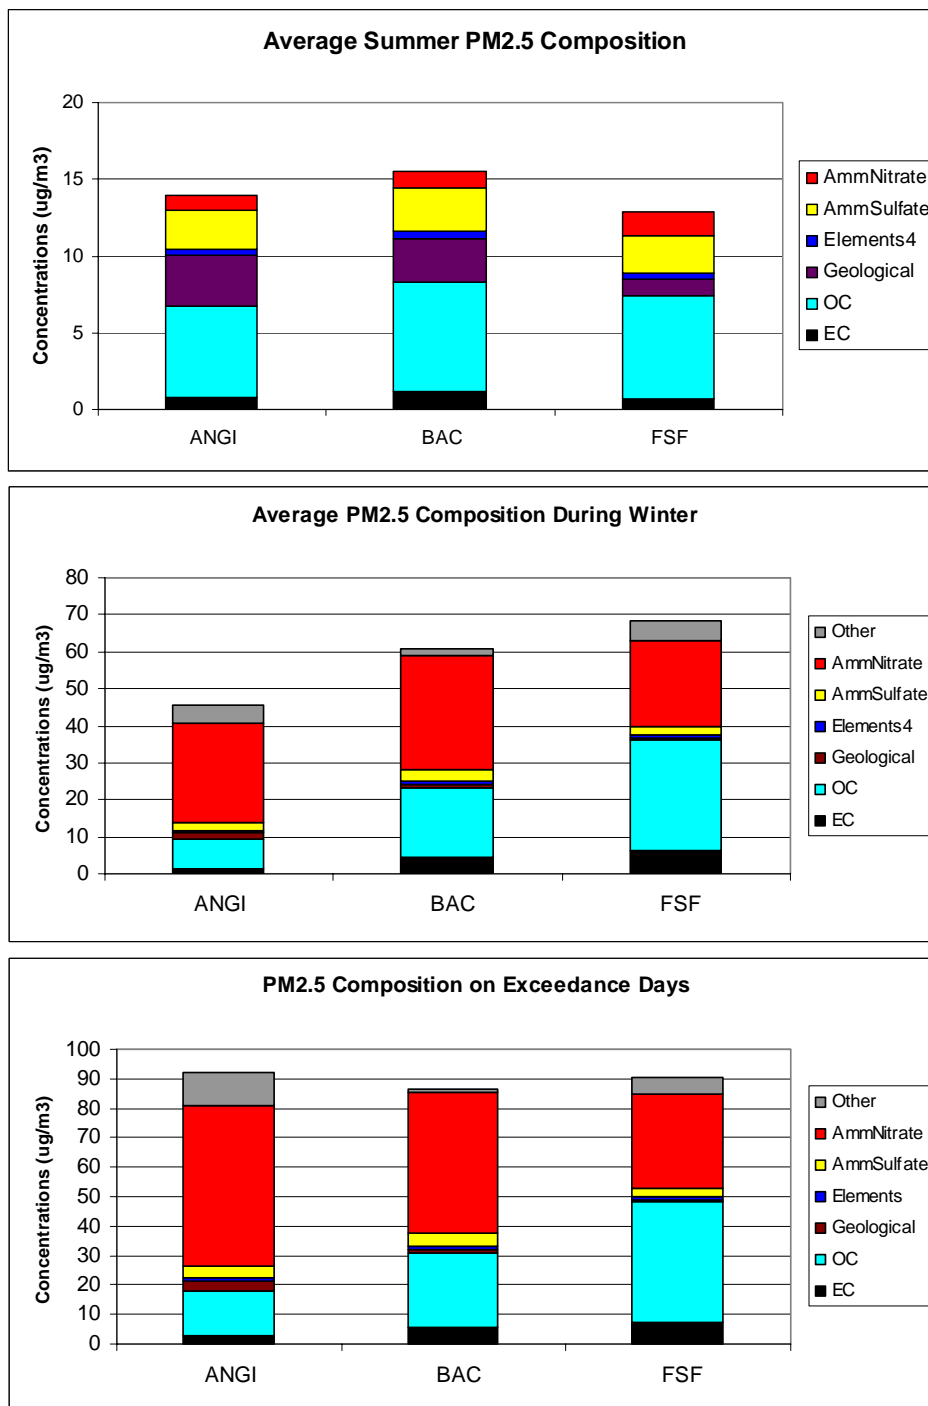 Average Summer PM2.5 Composition
Concentrations (ug/m3)
20
15
10
5
0
ANGI
BAC
FSF
AmmNitrate
AmmSulfate
Elements4
Geological
OC
EC
Average PM2.5 Composition During Winter
Concentrations (ug/m3)
80
70
60
50
40
30
20
10
0
ANGI
BAC
FSF
Other
AmmNitrate
AmmSulfate
Elements4
Geological
OC
EC
PM2.5 Composition on Exceedance Days
Concentrations (ug/m3)
100
90
80
70
60
50
40
30
20
10
0
ANGI
BAC
FSF
Other
AmmNitrate
AmmSulfate
Elements
Geological
OC
EC